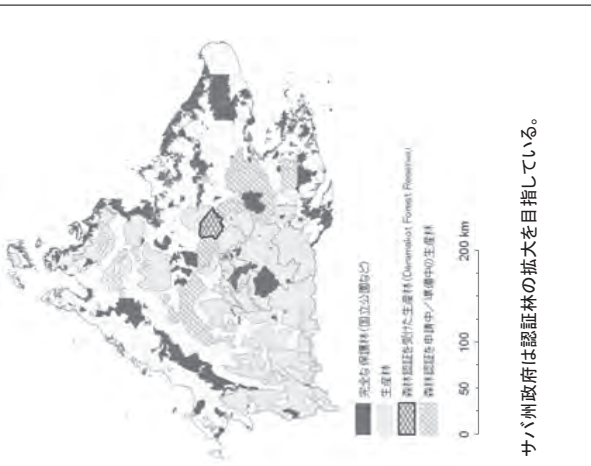 完全な保護林(国立公園など)
生産林
森林認証を受けた生産林(Deramakot Forest Reserve)
森林認証を申請中/準備中の生産林
0 50 100 200 km
サバ州政府は認証林の拡大を目指している。